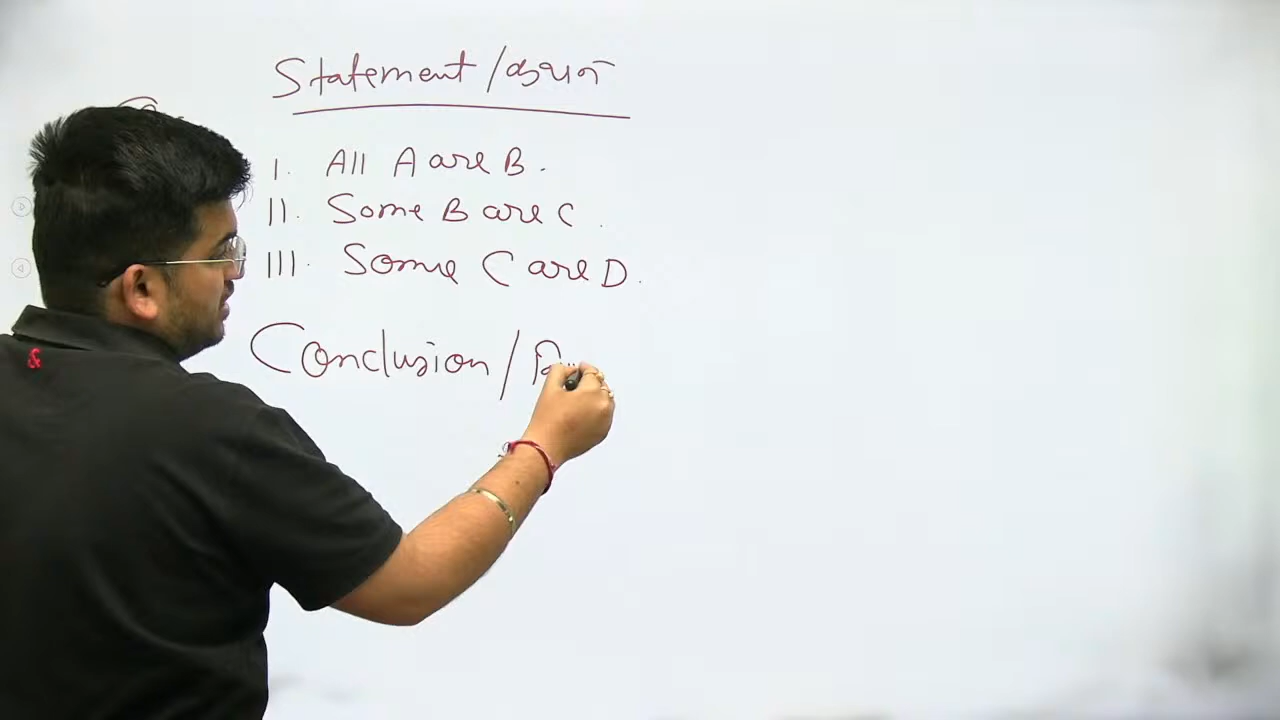 Statement / कथन
I. All A are B.
II. Some B are C.
III. Some C are D.
Conclusion /